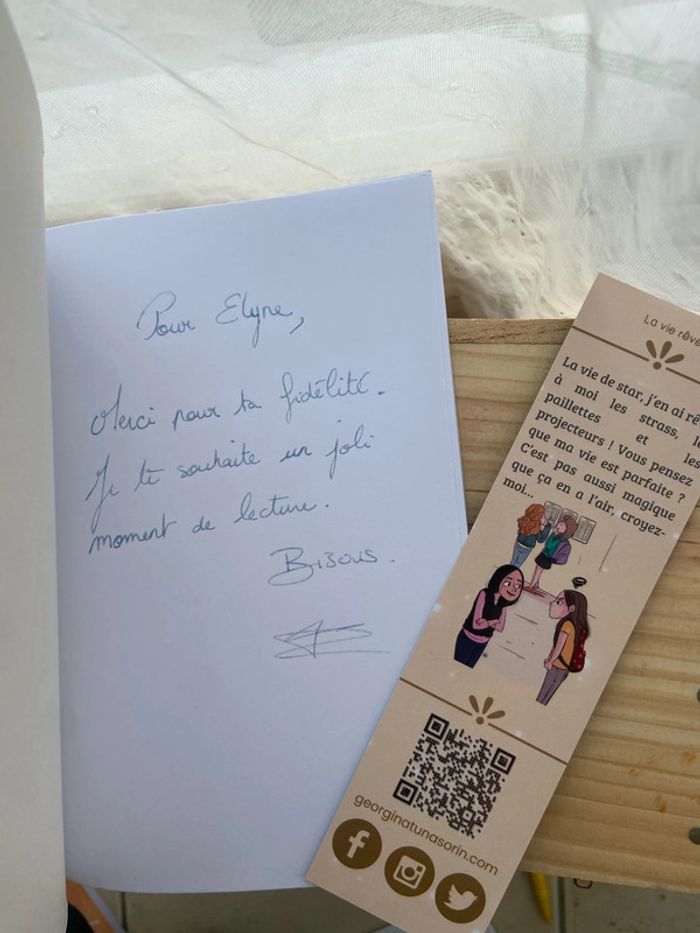 Pour Elyne,
Merci pour ta fidélité.
Je te souhaite un joli
moment de lecture.
Bisous.
La vie rêvé
La vie de star, j'en ai rê
à moi les strass, l
paillettes et les
projecteurs ! Vous pensez
que ma vie est parfaite ?
C'est pas aussi magique
que ça en a l'air, croyez-
moi...
georginatunasorin.com